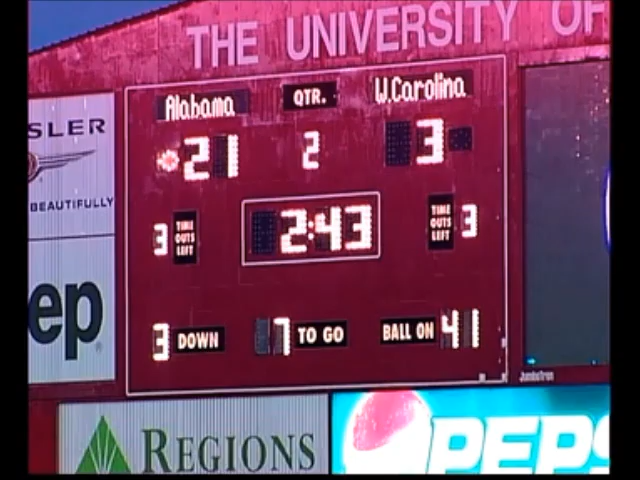 THE UNIVERSITY OF
Alabama QTR. W.Carolina
21 2 3
SLER
BEAUTIFULLY
3 TIME OUTS LEFT 2:43 TIME OUTS LEFT 3
ep
3 DOWN 7 TO GO BALL ON 41
JumboTron
REGIONS
PEPS